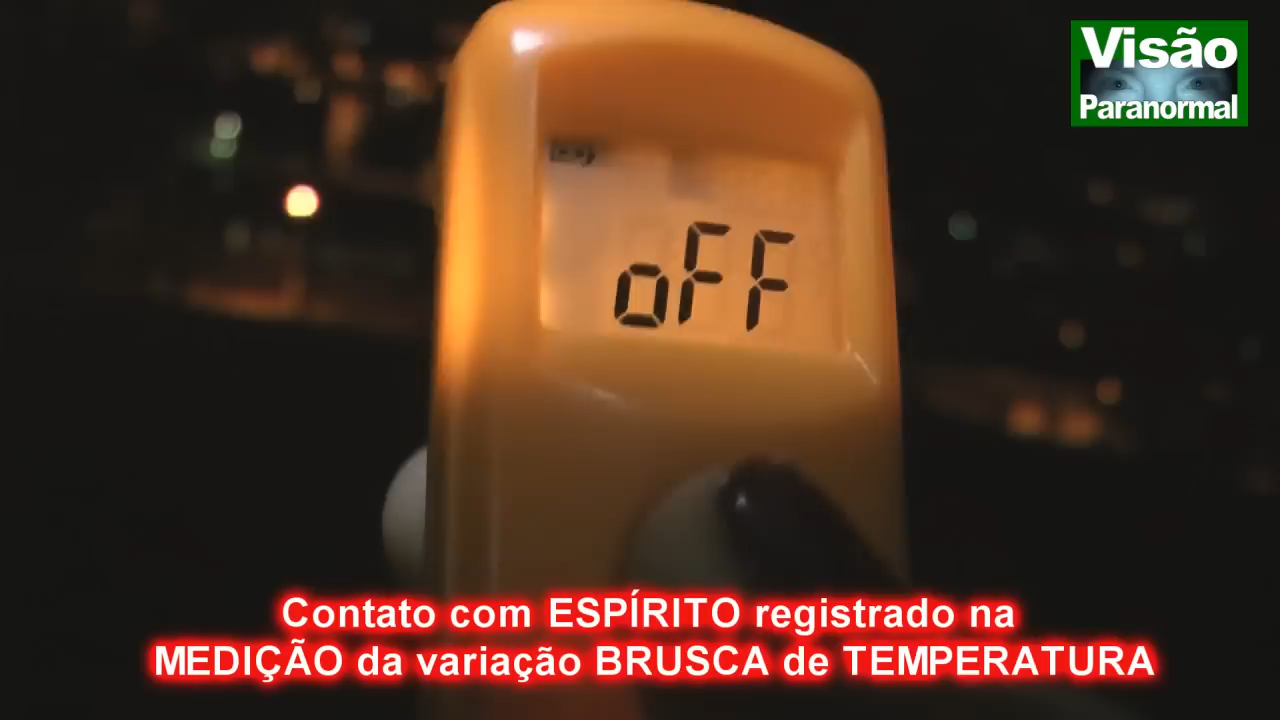 Visão
Paranormal
oFF
Contato com ESPÍRITO registrado na
MEDIÇÃO da variação BRUSCA de TEMPERATURA